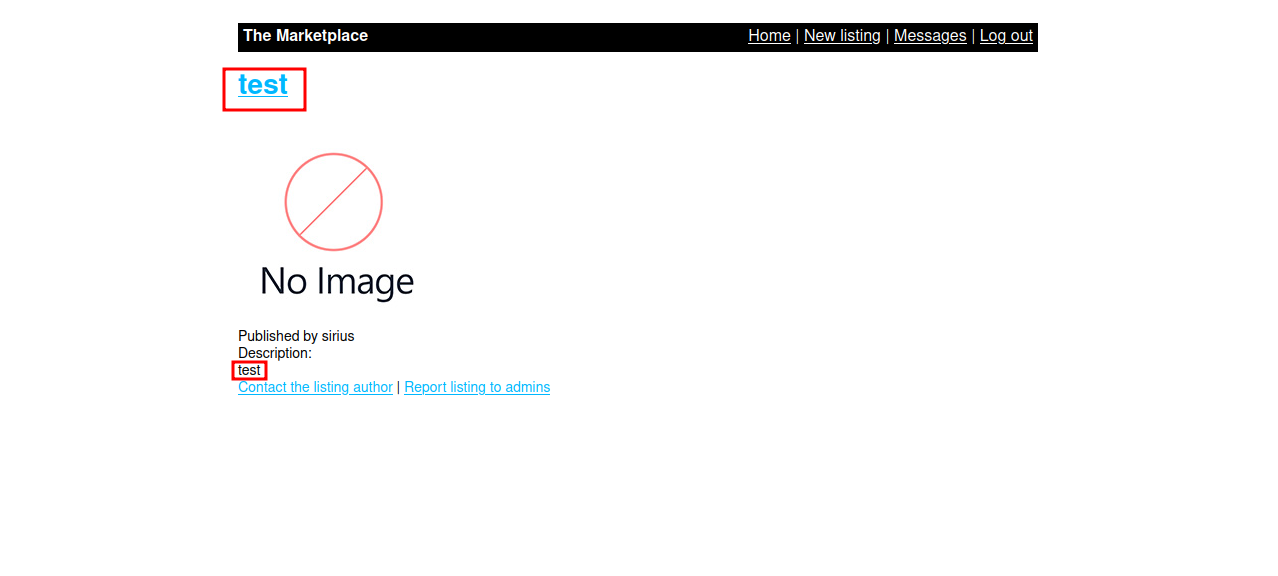 The Marketplace Home | New listing | Messages | Log out
test
No Image
Published by sirius
Description:
test
Contact the listing author | Report listing to admins